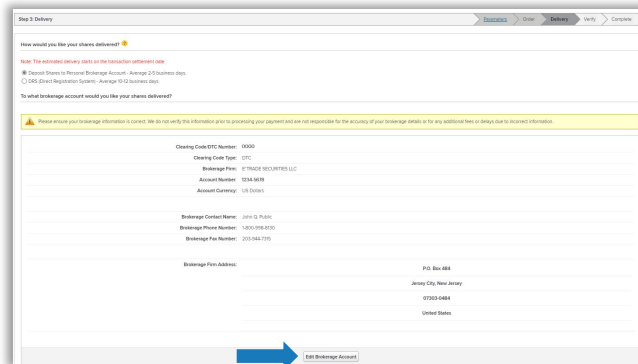 Step 3: Delivery
Parameters Order Delivery Verify Complete
How would you like your shares delivered? ?
Note: The estimated delivery starts on the transaction settlement date
Deposit Shares to Personal Brokerage Account - Average 2-5 business days.
DRS (Direct Registration System) - Average 10-12 business days.
To what brokerage account would you like your shares delivered?
Please ensure your brokerage information is correct. We do not verify this information prior to processing your payment and are not responsible for the accuracy of your brokerage details or for any additional fees or delays due to incorrect information.
Clearing Code/DTC Number: 0000
Clearing Code Type: DTC
Brokerage Firm: E*TRADE SECURITIES LLC
Account Number: 1234-5678
Account Currency: US Dollars
Brokerage Contact Name: John Q. Public
Brokerage Phone Number: 1-800-998-8130
Brokerage Fax Number: 203-944-7315
Brokerage Firm Address:
P.O. Box 484
Jersey City, New Jersey
07303-0484
United States
Edit Brokerage Account